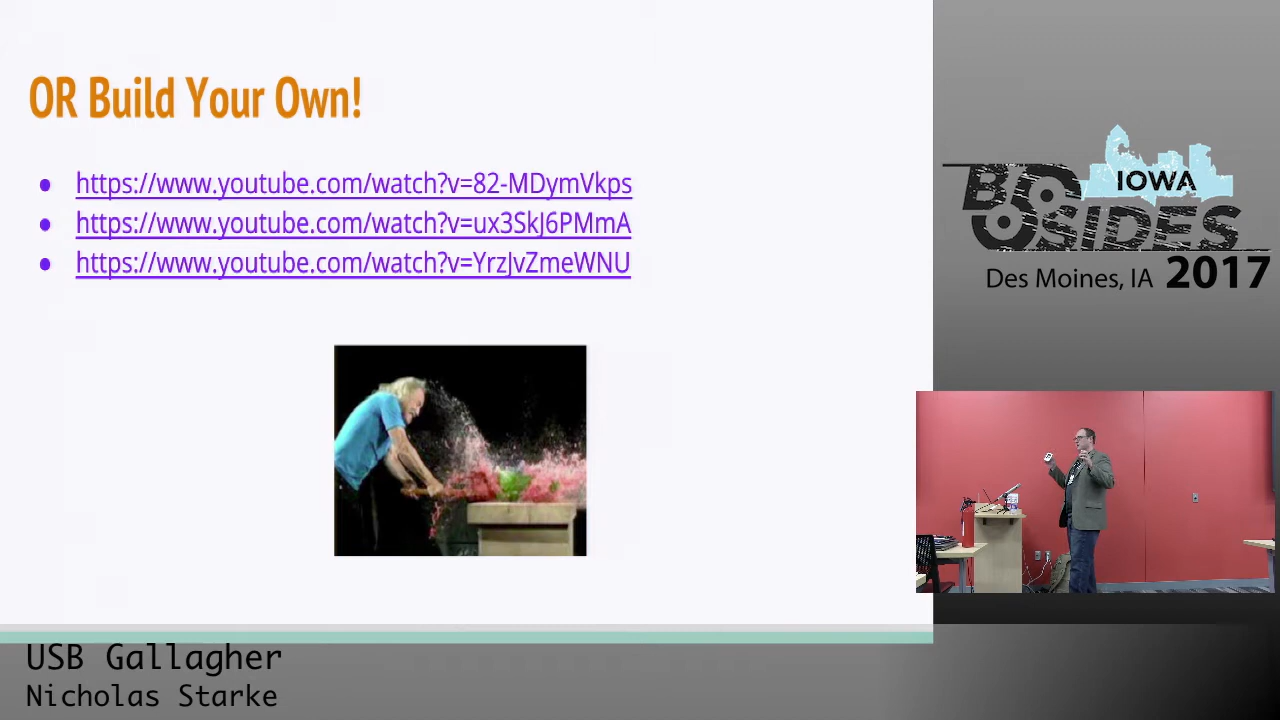 OR Build Your Own!
https://www.youtube.com/watch?v=82-MDymVkps
https://www.youtube.com/watch?v=ux3SkJ6PMmA
https://www.youtube.com/watch?v=YrzJvZmeWNU
IOWA
BSIDES
Des Moines, IA 2017
USB Gallagher
Nicholas Starke